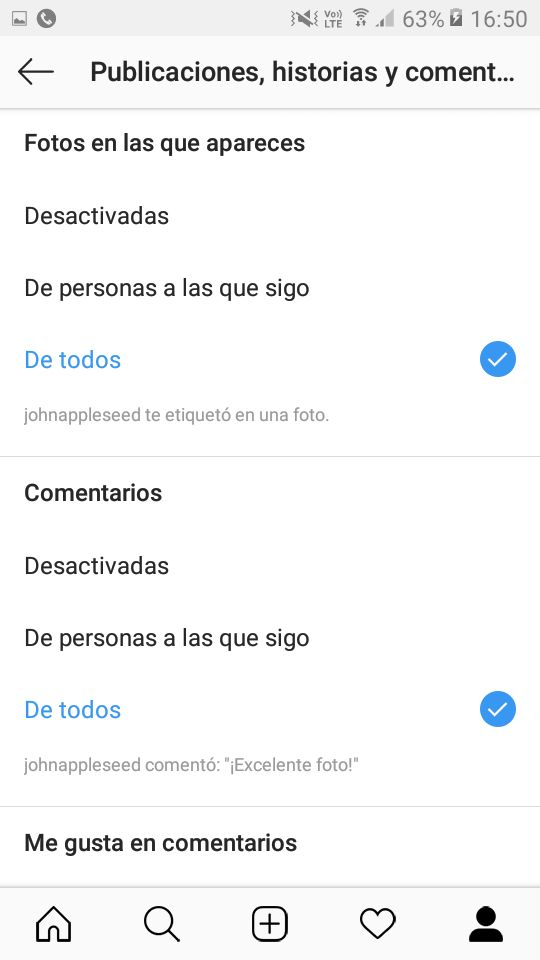 Vo)) LTE 63% 16:50
Publicaciones, historias y coment...
Fotos en las que apareces
Desactivadas
De personas a las que sigo
De todos
johnappleseed te etiquetó en una foto.
Comentarios
Desactivadas
De personas a las que sigo
De todos
johnappleseed comentó: "¡Excelente foto!"
Me gusta en comentarios